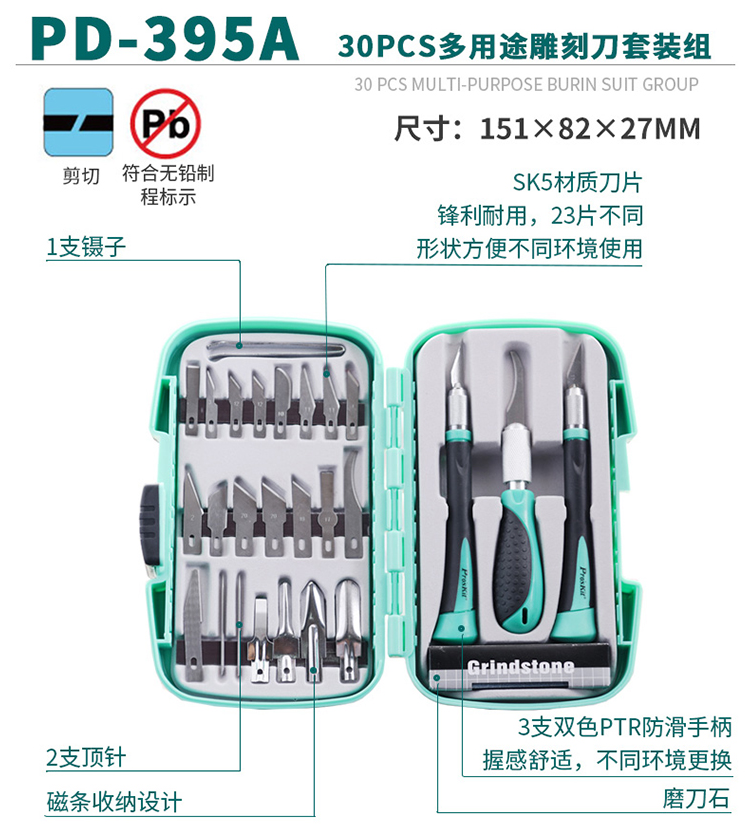 PD-395A
30PCS多用途雕刻刀套装组
30 PCS MULTI-PURPOSE BURIN SUIT GROUP
尺寸：151×82×27MM
Pb
剪切
符合无铅制
程标示
SK5材质刀片
锋利耐用，23片不同
形状方便不同环境使用
1支镊子
Pro'sKit
Pro'sKit
Grindstone
3支双色PTR防滑手柄
握感舒适，不同环境更换
2支顶针
磁条收纳设计
磨刀石